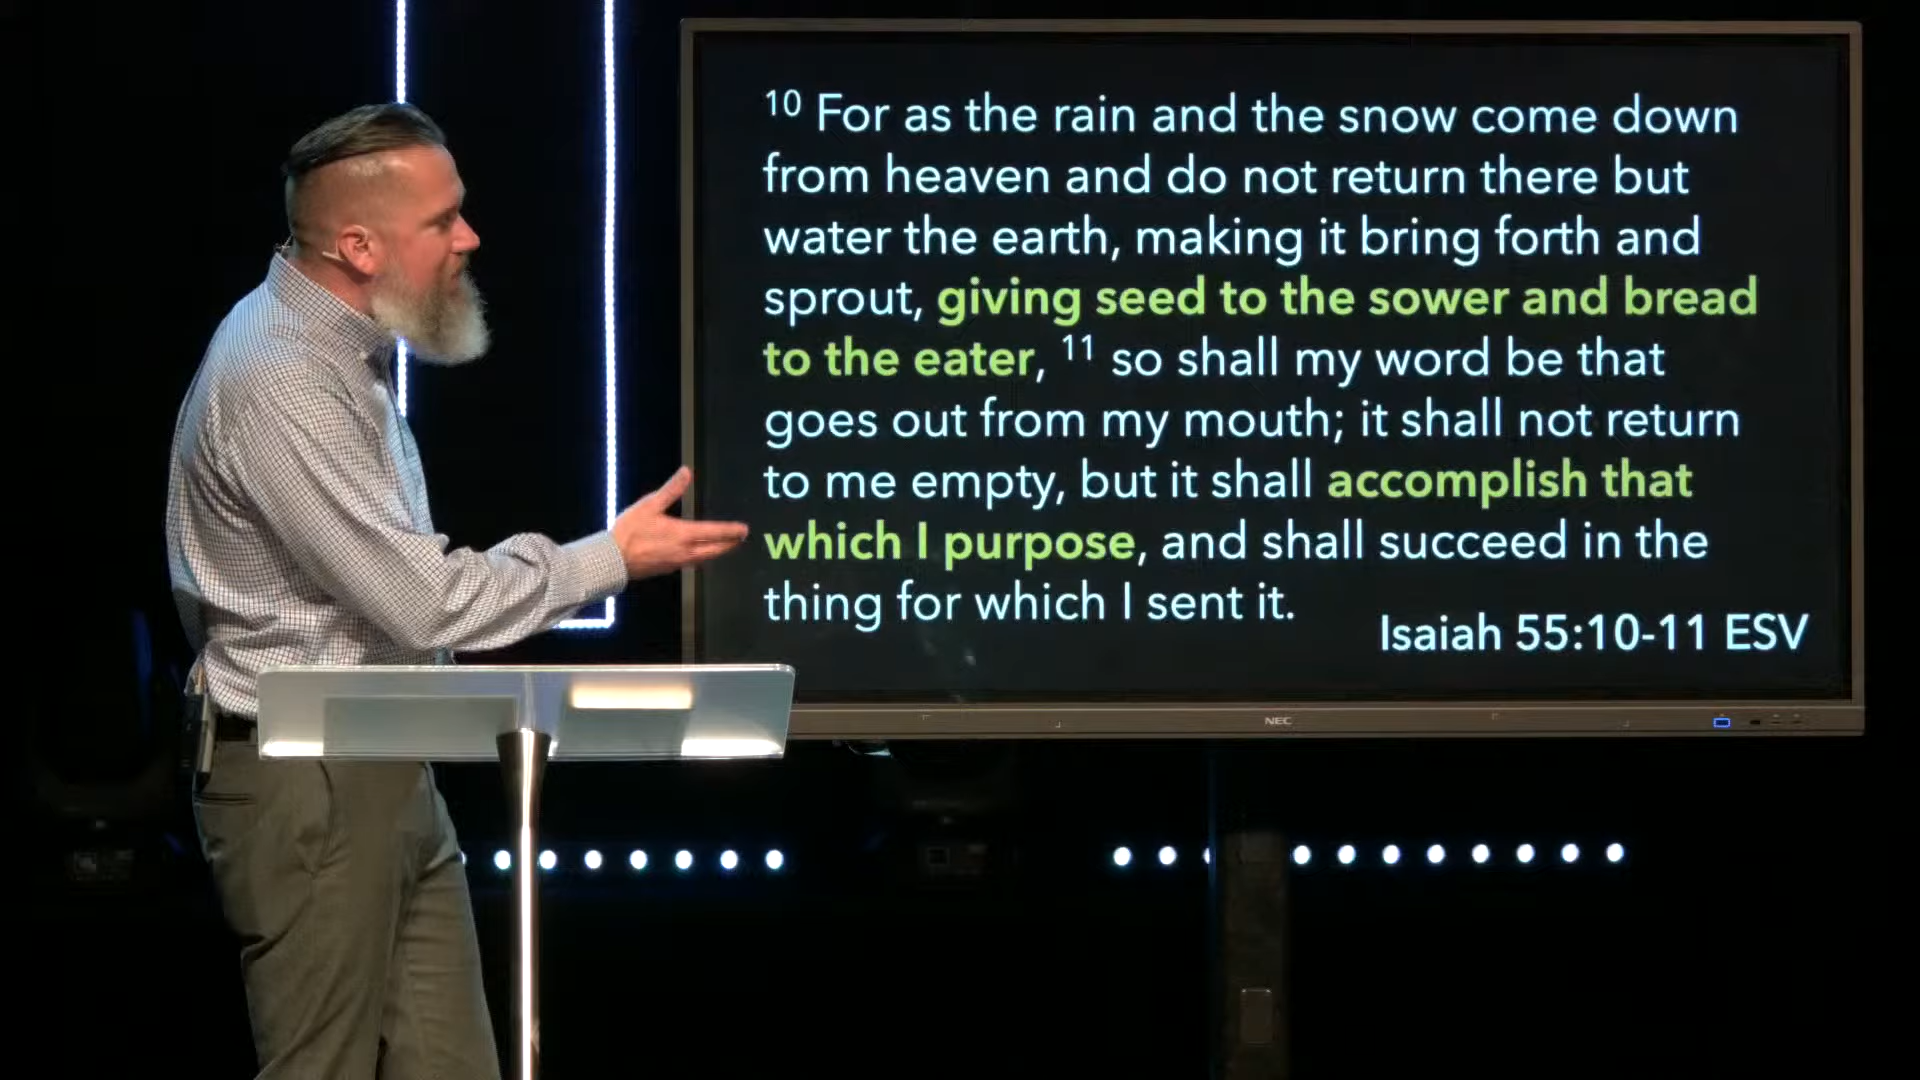 10 For as the rain and the snow come down
from heaven and do not return there but
water the earth, making it bring forth and
sprout, giving seed to the sower and bread
to the eater, 11 so shall my word be that
goes out from my mouth; it shall not return
to me empty, but it shall accomplish that
which I purpose, and shall succeed in the
thing for which I sent it.
Isaiah 55:10-11 ESV
NEC